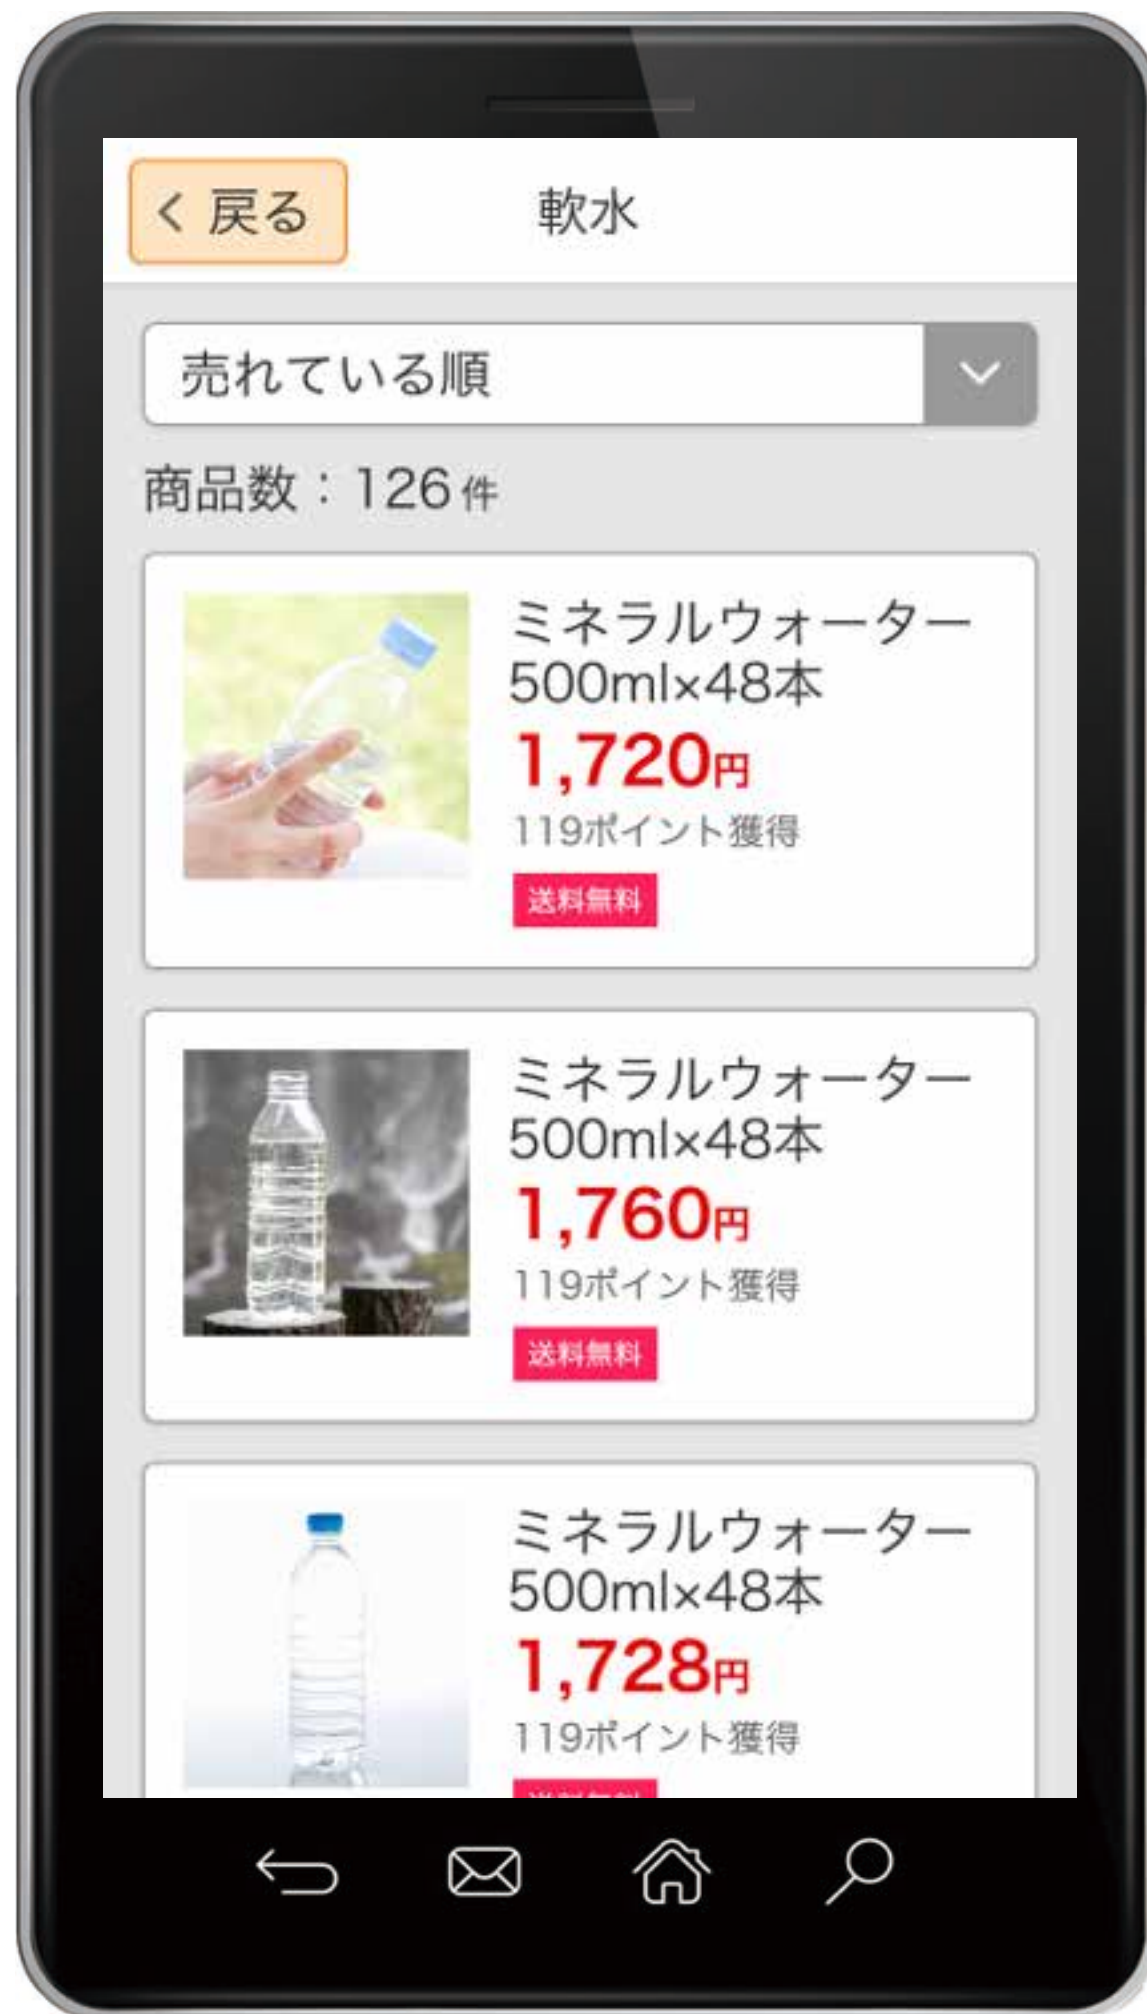 戻る
軟水
売れている順
商品数：126件
ミネラルウォーター
500ml×48本
1,720円
119ポイント獲得
送料無料
ミネラルウォーター
500ml×48本
1,760円
119ポイント獲得
送料無料
ミネラルウォーター
500ml×48本
1,728円
119ポイント獲得